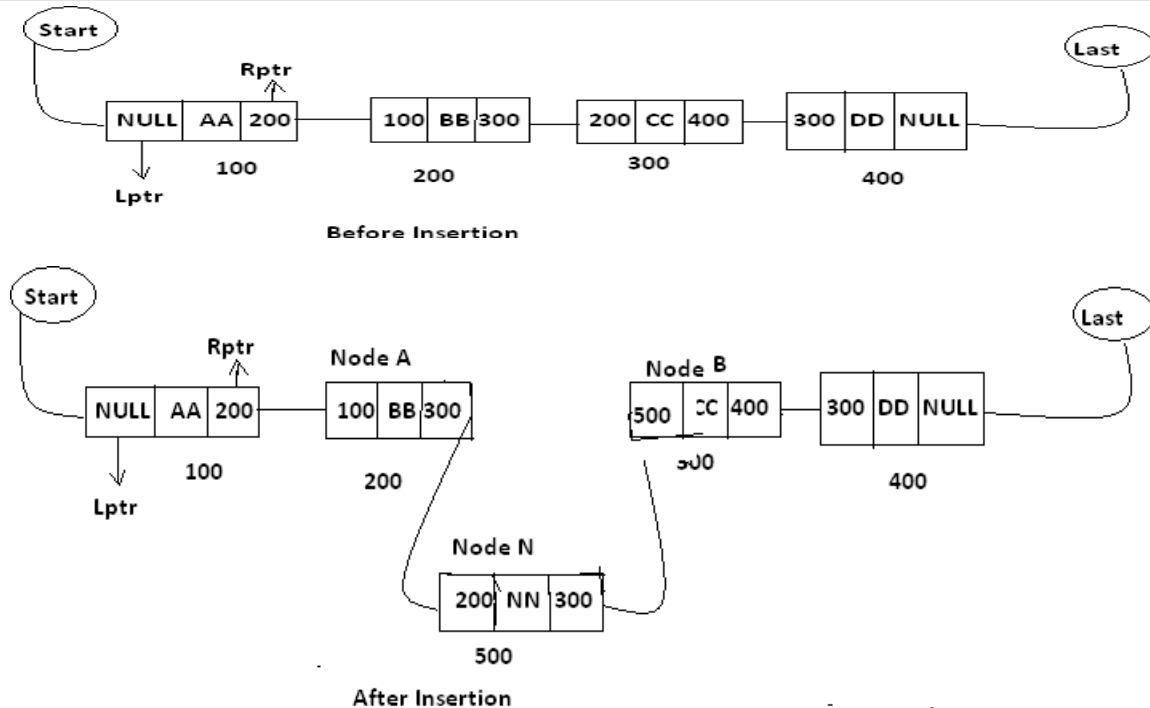 Start
Last
Rptr
NULL AA 200
100 BB 300
200 CC 400
300 DD NULL
100
200
300
400
Lptr
Before Insertion
Start
Last
Rptr
Node A
Node B
NULL AA 200
100 BB 300
500 CC 400
300 DD NULL
100
200
400
Lptr
Node N
200 NN 300
500
After Insertion